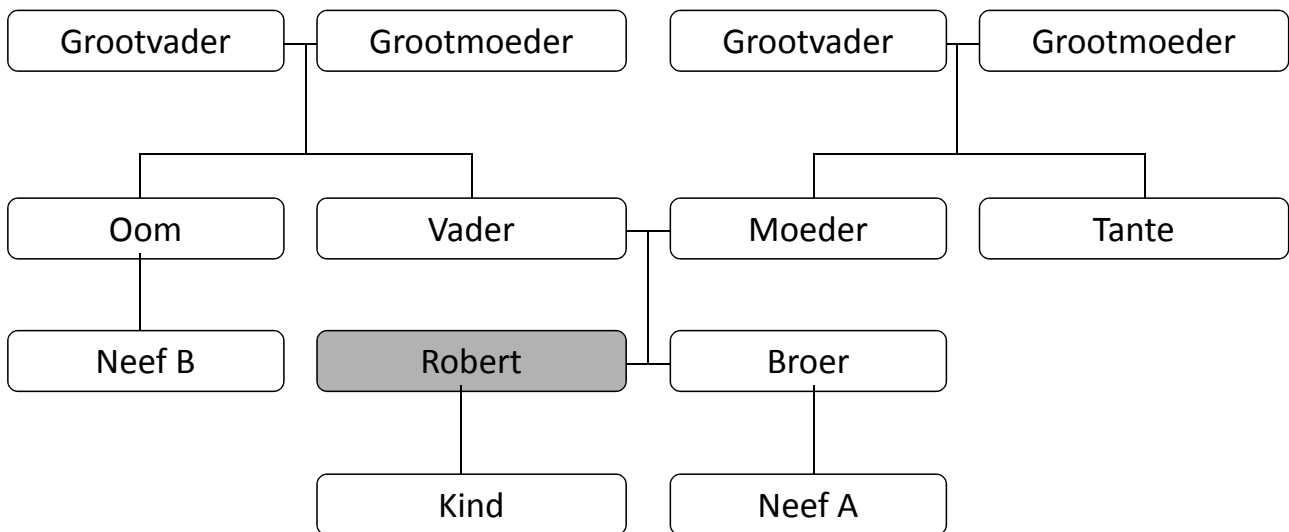 Grootvader Grootmoeder Grootvader Grootmoeder
Oom Vader Moeder Tante
Neef B Robert Broer
Kind Neef A